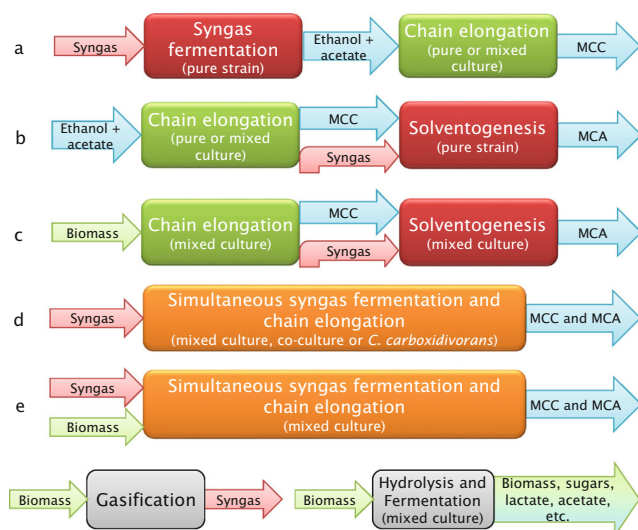 a
Syngas
Syngas
fermentation
(pure strain)
Ethanol +
acetate
Chain elongation
(pure or mixed
culture)
MCC
b
Ethanol +
acetate
Chain elongation
(pure or mixed
culture)
MCC
Syngas
Solventogenesis
(pure strain)
MCA
c
Biomass
Chain elongation
(mixed culture)
MCC
Syngas
Solventogenesis
(mixed culture)
MCA
d
Syngas
Simultaneous syngas fermentation and
chain elongation
(mixed culture, co-culture or C. carboxidivorans)
MCC and MCA
e
Syngas
Biomass
Simultaneous syngas fermentation and
chain elongation
(mixed culture)
MCC and MCA
Biomass
Gasification
Syngas
Biomass
Hydrolysis and
Fermentation
(mixed culture)
Biomass, sugars,
lactate, acetate,
etc.